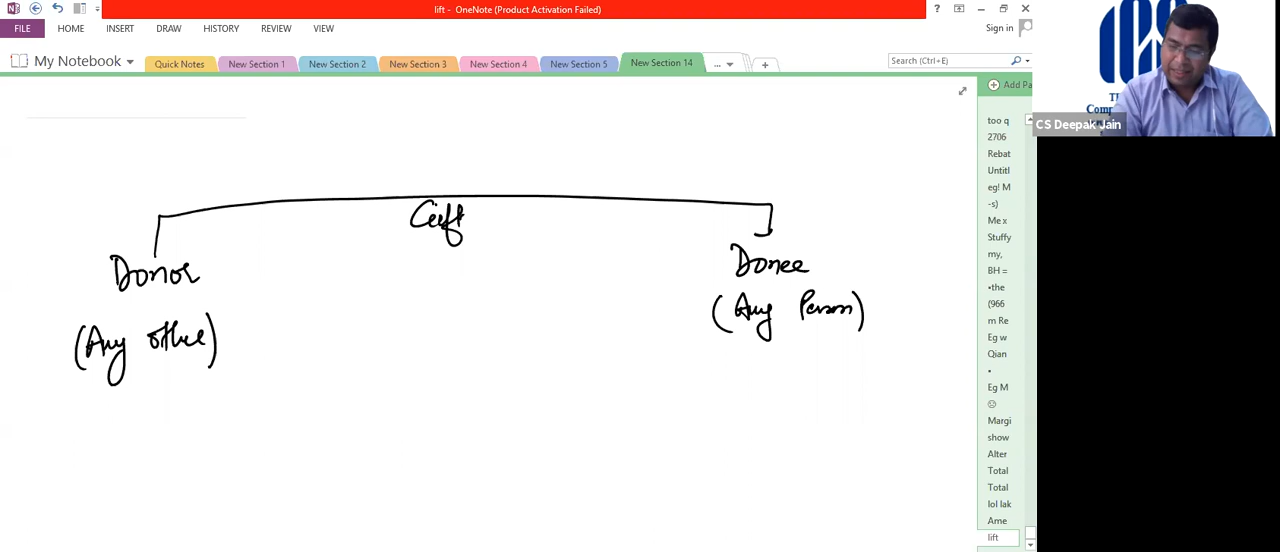 lift - OneNote (Product Activation Failed)
Sign in
FILE HOME INSERT DRAW HISTORY REVIEW VIEW
My Notebook Quick Notes New Section 1 New Section 2 New Section 3 New Section 4 New Section 5 New Section 14 ... + Search (Ctrl+E)
Add Pa
CS Deepak Jain
too q
2706
Rebat
Untitl
eg! M
-s)
Me x
Stuffy
my,
BH =
•the
(966
m Re
Eg w
Qian
•
Eg M
☹
Margi
show
Alter
Total
Total
lol lak
Ame
lift
Gift
Donor
Donee
(Any other)
(Any Person)